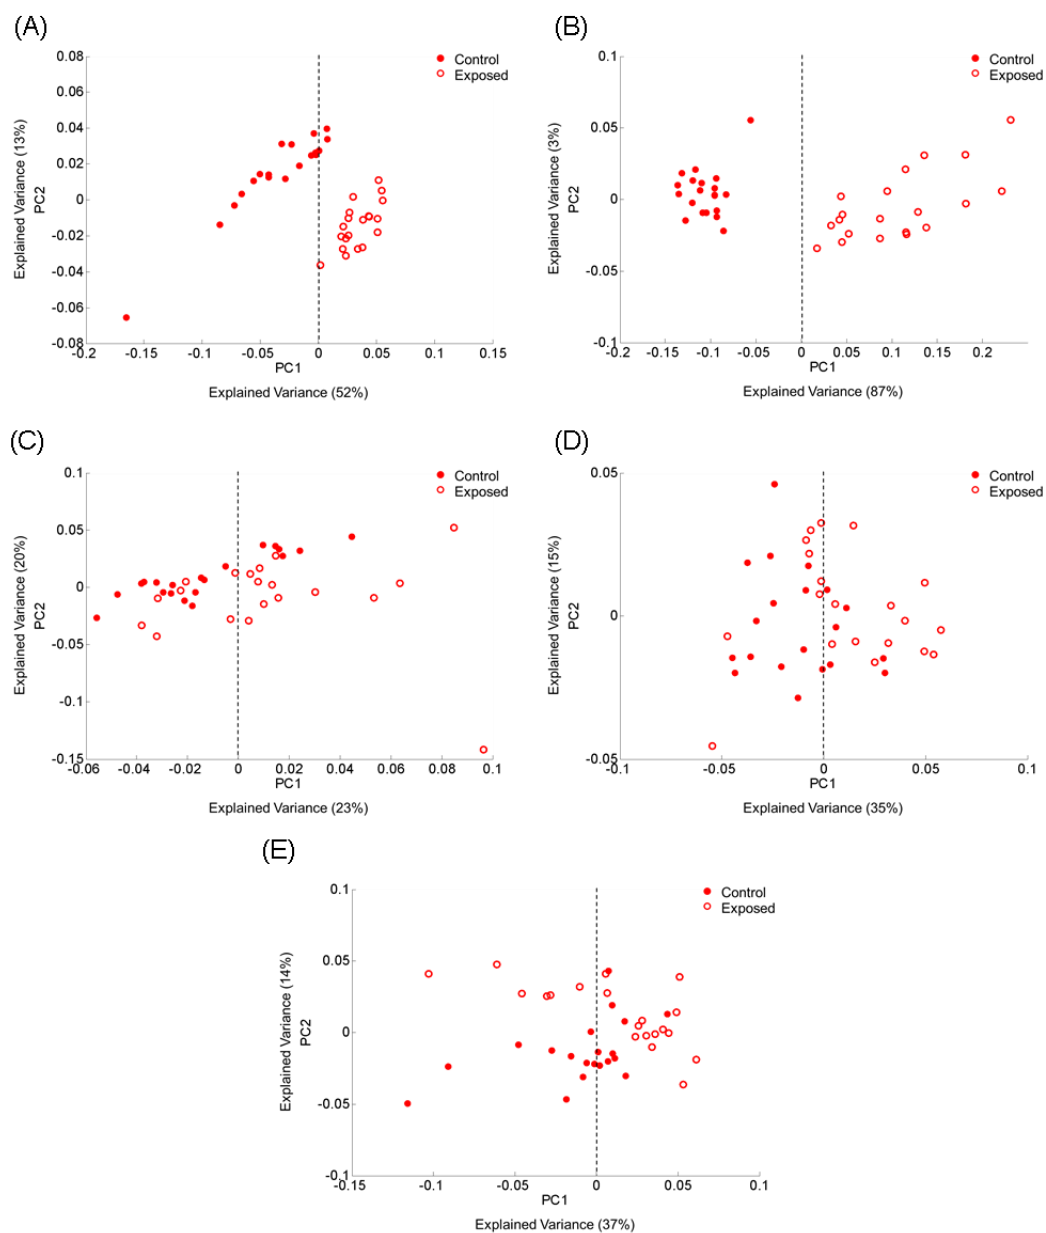 (A)
Control
Exposed
0.08
0.06
0.04
0.02
0
-0.02
-0.04
-0.06
-0.08
Explained Variance (13%)
PC2
-0.2
-0.15
-0.1
-0.05
0
0.05
0.1
0.15
PC1
Explained Variance (52%)
(B)
Control
Exposed
0.1
0.05
0
-0.05
-0.1
Explained Variance (3%)
PC2
-0.2
-0.15
-0.1
-0.05
0
0.05
0.1
0.15
0.2
PC1
Explained Variance (87%)
(C)
Control
Exposed
0.1
0.05
0
-0.05
-0.1
-0.15
Explained Variance (20%)
PC2
-0.06
-0.04
-0.02
0
0.02
0.04
0.06
0.08
0.1
PC1
Explained Variance (23%)
(D)
Control
Exposed
0.05
0
-0.05
Explained Variance (15%)
PC2
-0.1
-0.05
0
0.05
0.1
PC1
Explained Variance (35%)
(E)
Control
Exposed
0.1
0.05
0
-0.05
-0.1
Explained Variance (14%)
PC2
-0.15
-0.1
-0.05
0
0.05
0.1
PC1
Explained Variance (37%)